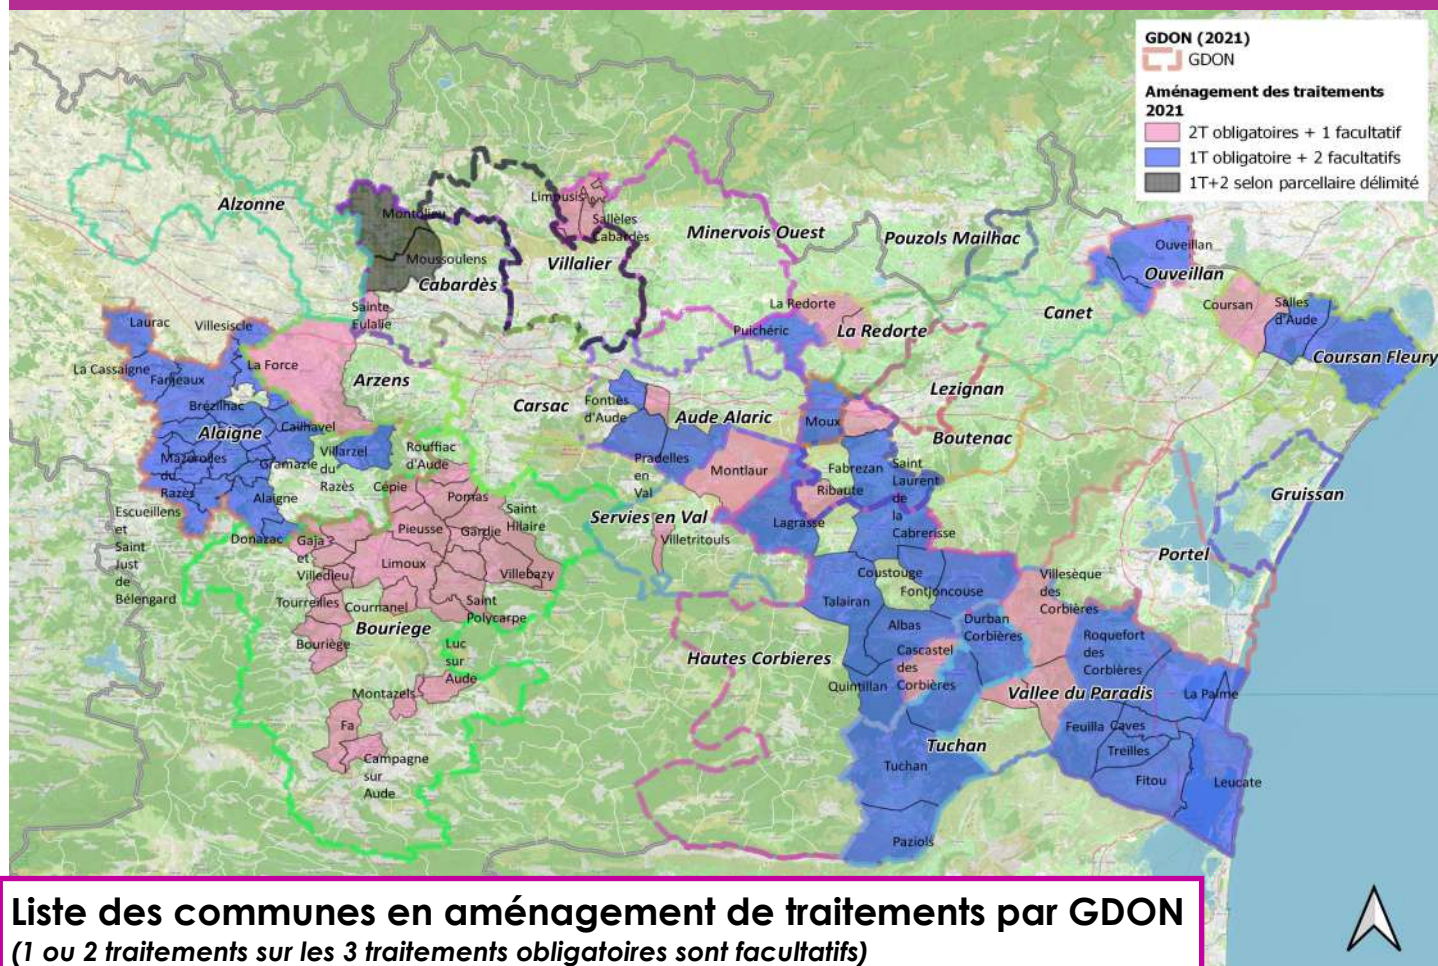 GDON (2021)
GDON
Aménagement des traitements
2021
2T obligatoires + 1 facultatif
1T obligatoire + 2 facultatifs
1T+2 selon parcellaire délimité
Alzonne
Montolieu
Moussoulens
Cabardès
Limousis
Sallèles
Cabardès
Villalier
Minervois Ouest
Pouzols Mailhac
Ouveillan
Ouveillan
Canet
Coursan
Salles
d'Aude
Coursan Fleury
Sainte
Eulalie
Laurac
Villesiscle
La Cassaigne
Fanjeaux
La Force
Brézilhac
Arzens
Alaigne
Cailhavel
Mazerolles
du
Razès
Gramazie
Villarzel
du
Razès
Alaigne
Escueillens
et
Saint
Just
de
Bélengard
Donazac
La Redorte
Puichéric
La Redorte
Lezignan
Carsac
Fontiès
d'Aude
Aude Alaric
Moux
Boutenac
Rouffiac
d'Aude
Cépie
Pomas
Saint
Hilaire
Pieusse
Gardie
Gaja
et
Villedieu
Limoux
Villebazy
Tourreilles
Cournanel
Saint
Polycarpe
Bouriège
Bouriege
Luc
sur
Aude
Montazels
Fa
Campagne
sur
Aude
Pradelles
en
Val
Montlaur
Servies en Val
Villetritouls
Fabrezan
Ribaute
Saint
Laurent
de
la
Cabrerisse
Lagrasse
Gruissan
Portel
Coustouge
Fontjoncouse
Talairan
Villesèque
des
Corbières
Albas
Durban
Corbières
Cascastel
des
Corbières
Roquefort
des
Corbières
Hautes Corbieres
Quintillan
Vallee du Paradis
La Palme
Feuilla
Caves
Treilles
Fitou
Leucate
Tuchan
Tuchan
Paziols
Liste des communes en aménagement de traitements par GDON
(1 ou 2 traitements sur les 3 traitements obligatoires sont facultatifs)